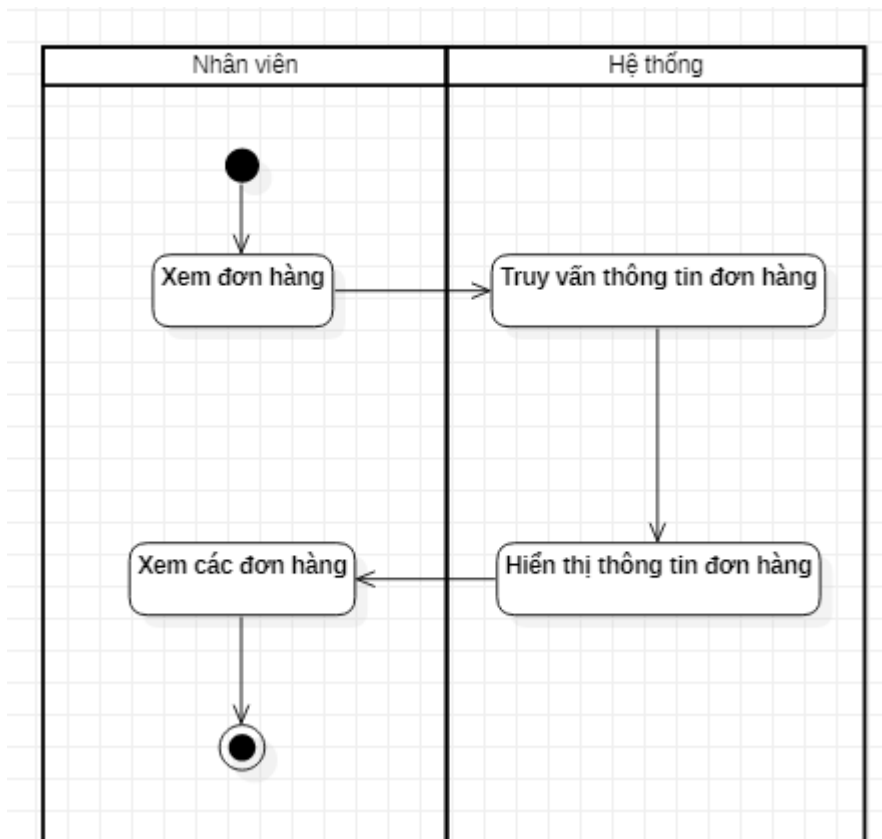 Nhân viên
Hệ thống
Xem đơn hàng
Truy vấn thông tin đơn hàng
Xem các đơn hàng
Hiển thị thông tin đơn hàng